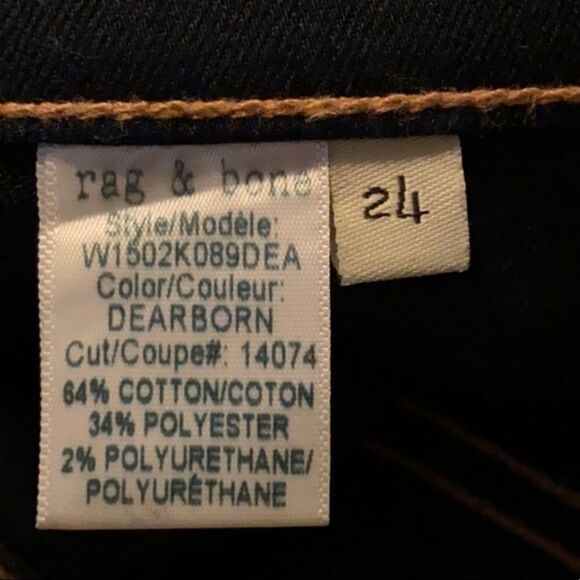 rag & bone
Style/Modèle:
W1502K089DEA
Color/Couleur:
DEARBORN
Cut/Coupe#: 14074
64% COTTON/COTON
34% POLYESTER
2% POLYURETHANE/
POLYURÉTHANE
24